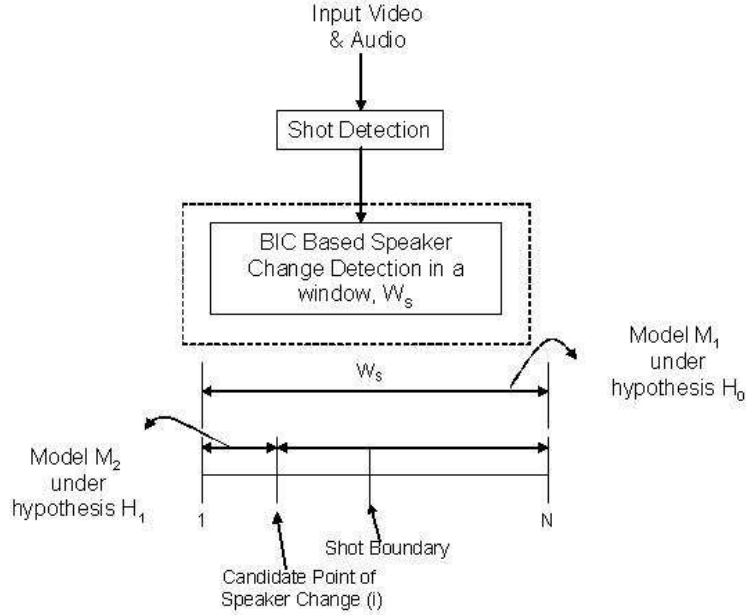 Input Video
& Audio
Shot Detection
BIC Based Speaker
Change Detection in a
window, Wₛ
Wₛ
Model M₁
under
hypothesis H₀
Model M₂
under
hypothesis H₁
1
N
Shot Boundary
Candidate Point of
Speaker Change (i)